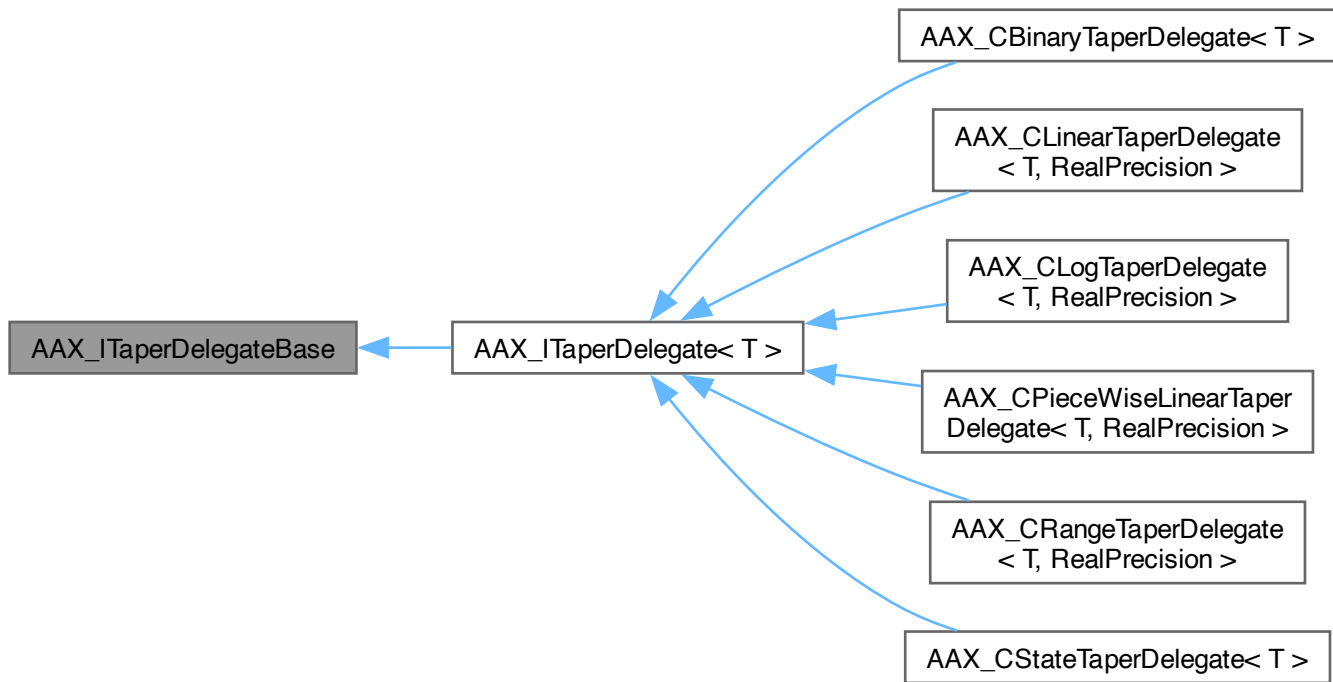 AAX_CBinaryTaperDelegate< T >
AAX_CLinearTaperDelegate
< T, RealPrecision >
AAX_CLogTaperDelegate
< T, RealPrecision >
AAX_ITaperDelegateBase
AAX_ITaperDelegate< T >
AAX_CPieceWiseLinearTaper
Delegate< T, RealPrecision >
AAX_CRangeTaperDelegate
< T, RealPrecision >
AAX_CStateTaperDelegate< T >